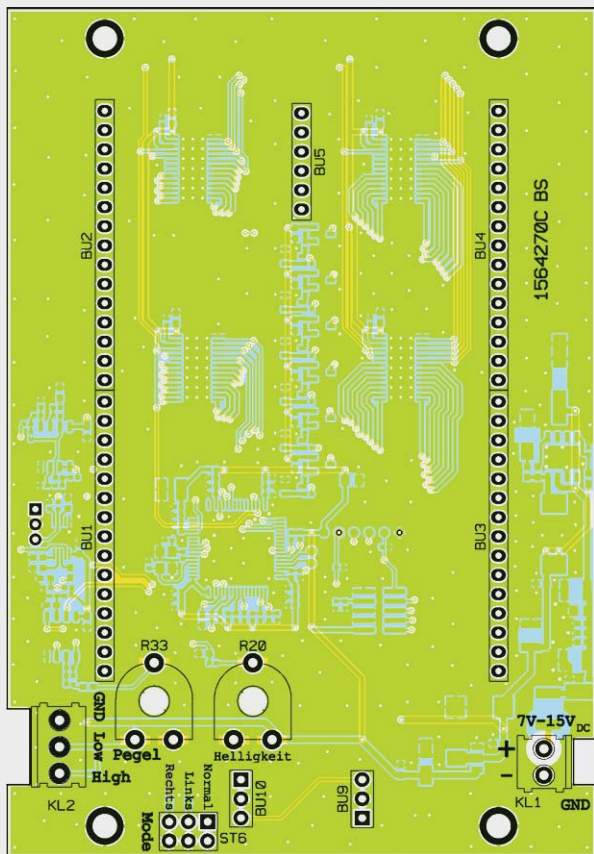 BU2
BU5
BU4
1564270C BS
BU1
BU3
R33
R20
GND
Low
High
KL2
Pegel
Helligkeit
Rechts
Links
Normal
Mode
ST6
BU10
BU9
7V-15V DC
+
-
KL1
GND